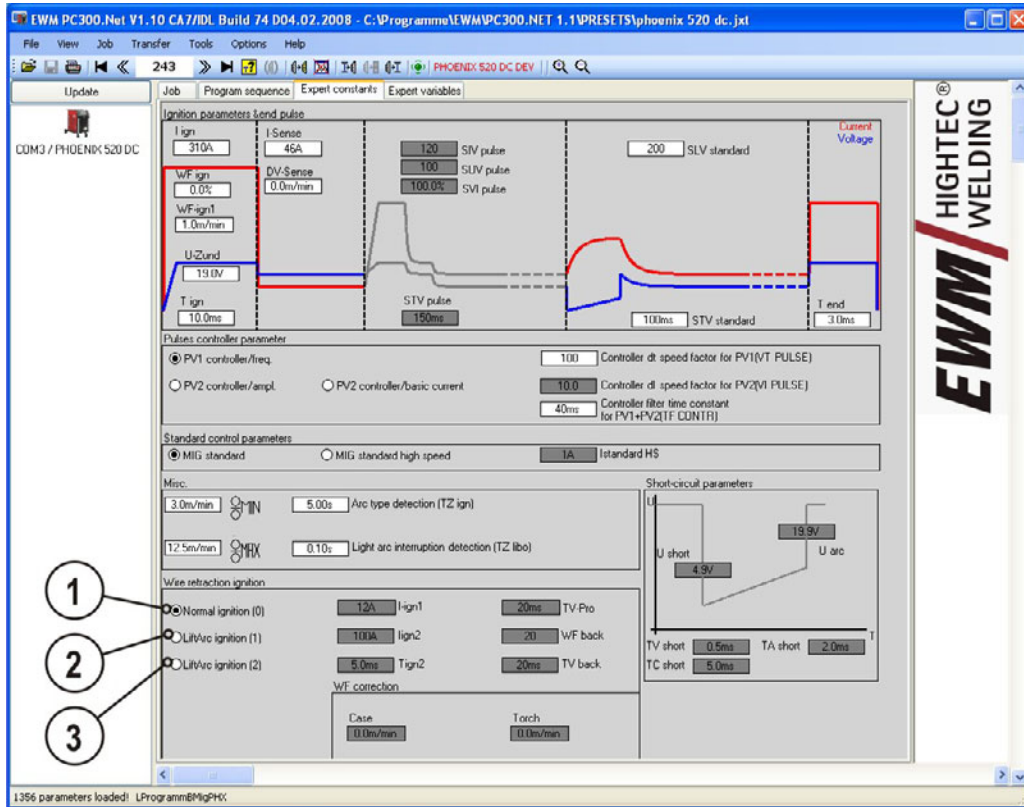 EWM PC300.Net V1.10 CA7/IDL Build 74 D04.02.2008 - C:\Programme\EWM\PC300.NET 1.1\PRESETS\phoenix 520 dc.jxt
File View Job Transfer Tools Options Help
243 PHOENIX 520 DC DEV
Update
COM3 / PHOENIX 520 DC
Job Program sequence Expert constants Expert variables
Ignition parameters &end pulse
I ign
310A
I-Sense
46A
WF ign
0.0%
DV-Sense
0.0m/min
WF-ign1
1.0m/min
U-Zund
19.0V
T ign
10.0ms
120 SIV pulse
100 SUV pulse
100.0% SVI pulse
STV pulse
150ms
200 SLV standard
100ms STV standard
Current
Voltage
T end
3.0ms
Pulses controller parameter
PV1 controller/freq.
100 Controller dt speed factor for PV1(VT PULSE)
PV2 controller/ampl. PV2 controller/basic current
10.0 Controller dI speed factor for PV2(VI PULSE)
40ms Controller filter time constant
for PV1+PV2(TF CONTR)
Standard control parameters
MIG standard MIG standard high speed 1A Istandard HS
Misc.
3.0m/min MIN 5.00s Arc type detection (TZ ign)
12.5m/min MAX 0.10s Light arc interruption detection (TZ libo)
Short-circuit parameters
U
19.9V
U arc
U short
4.9V
T
TV short 0.5ms TA short 2.0ms
TC short 5.0ms
Wire retraction ignition
1 Normal ignition (0) 12A I-ign1 20ms TV-Pro
2 LiftArc ignition (1) 100A Iign2 20 WF back
3 LiftArc ignition (2) 5.0ms Tign2 20ms TV back
WF correction
Case
0.0m/min
Torch
0.0m/min
EWM HIGHTEC®
WELDING
1356 parameters loaded! LProgrammBMigPHX